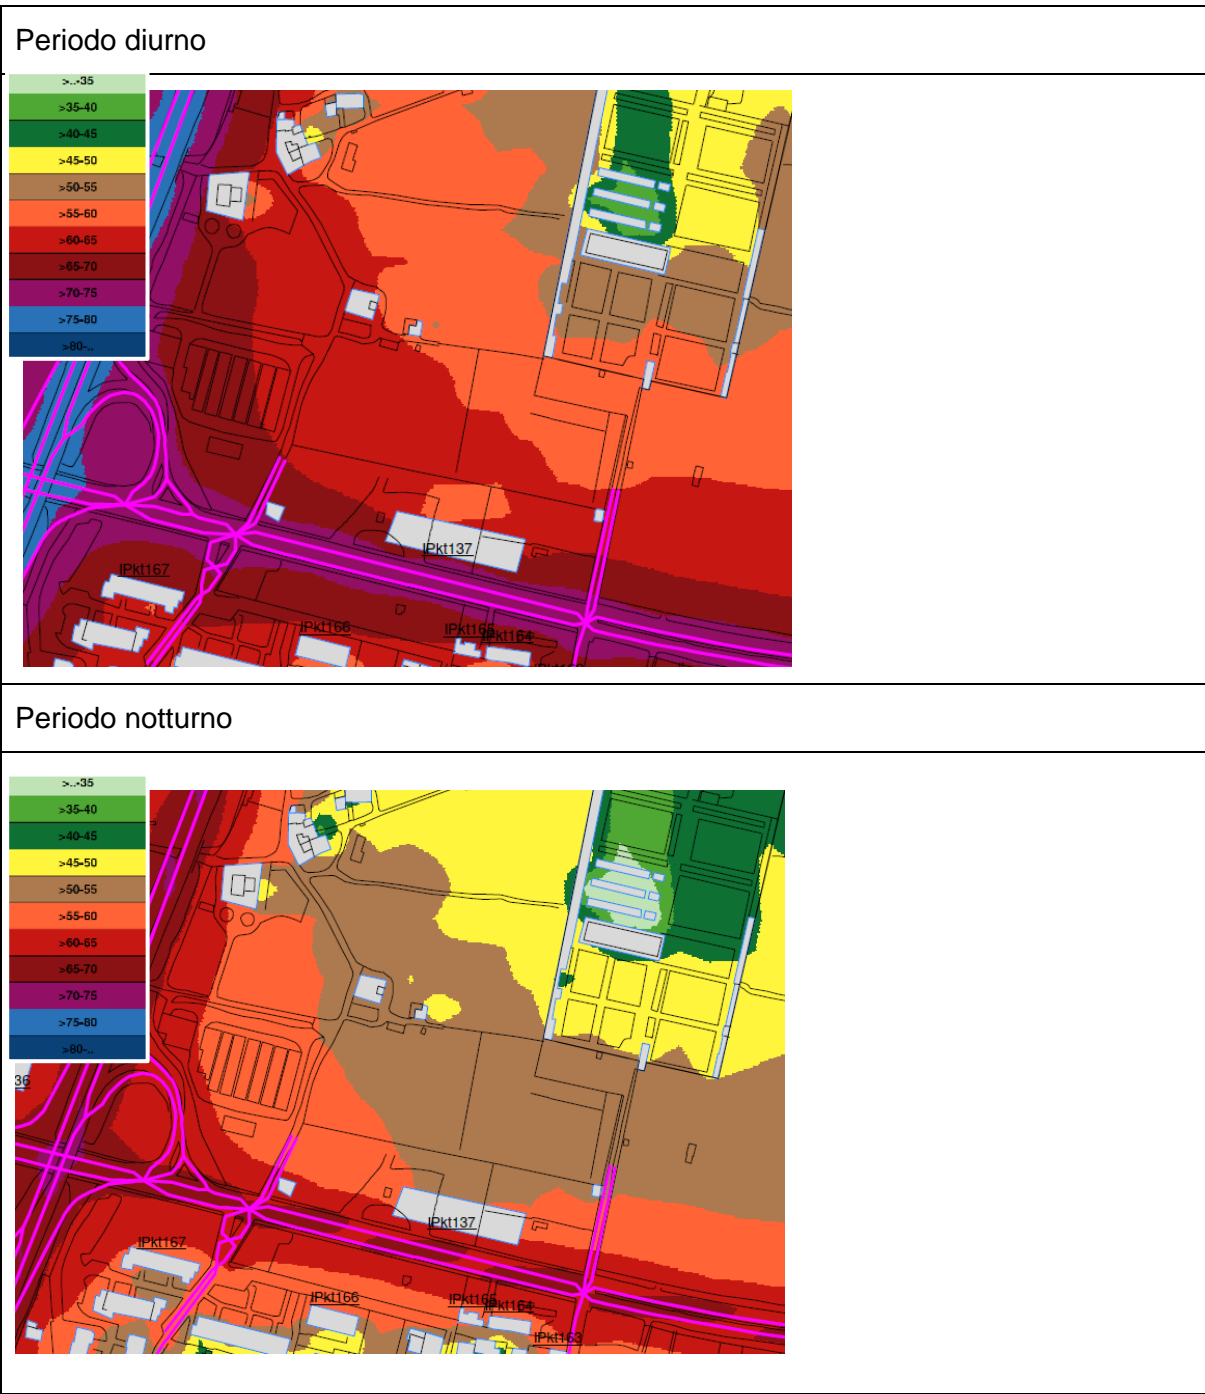 Periodo diurno
>..-35
>35-40
>40-45
>45-50
>50-55
>55-60
>60-65
>65-70
>70-75
>75-80
>80-..
IPkt137
IPkt167
IPkt166
IPkt165
IPkt164
Periodo notturno
>..-35
>35-40
>40-45
>45-50
>50-55
>55-60
>60-65
>65-70
>70-75
>75-80
>80-..
36
IPkt137
IPkt167
IPkt166
IPkt165
IPkt164
IPkt163